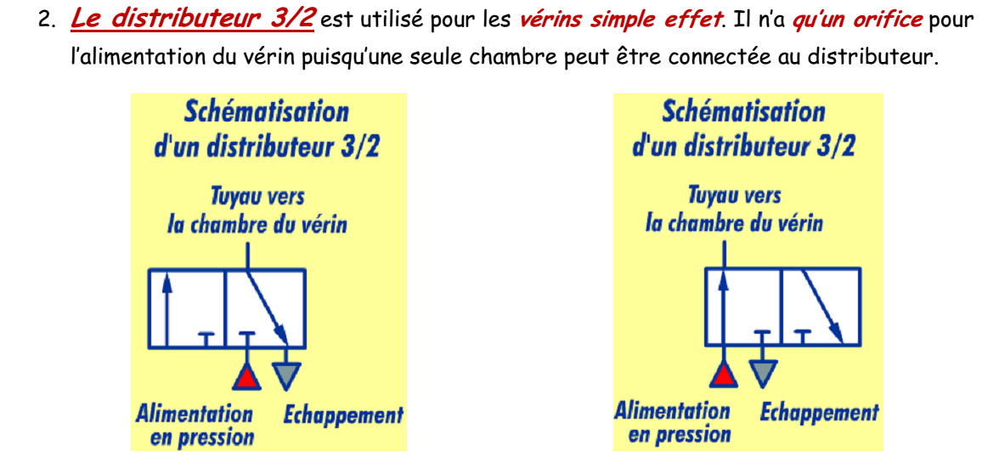 2. Le distributeur 3/2 est utilisé pour les vérins simple effet. Il n'a qu'un orifice pour
l'alimentation du vérin puisqu'une seule chambre peut être connectée au distributeur.
Schématisation
d'un distributeur 3/2
Tuyau vers
la chambre du vérin
Alimentation
en pression
Echappement
Schématisation
d'un distributeur 3/2
Tuyau vers
la chambre du vérin
Alimentation
en pression
Echappement